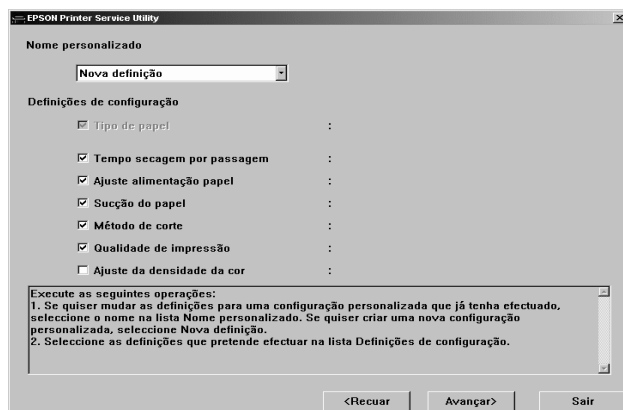 EPSON Printer Service Utility
Nome personalizado
Nova definição
Definições de configuração
Tipo de papel :
Tempo secagem por passagem :
Ajuste alimentação papel :
Sucção do papel :
Método de corte :
Qualidade de impressão :
Ajuste da densidade da cor :
Execute as seguintes operações:
1. Se quiser mudar as definições para uma configuração personalizada que já tenha efectuado,
seleccione o nome na lista Nome personalizado. Se quiser criar uma nova configuração
personalizada, seleccione Nova definição.
2. Seleccione as definições que pretende efectuar na lista Definições de configuração.
<Recuar Avançar> Sair